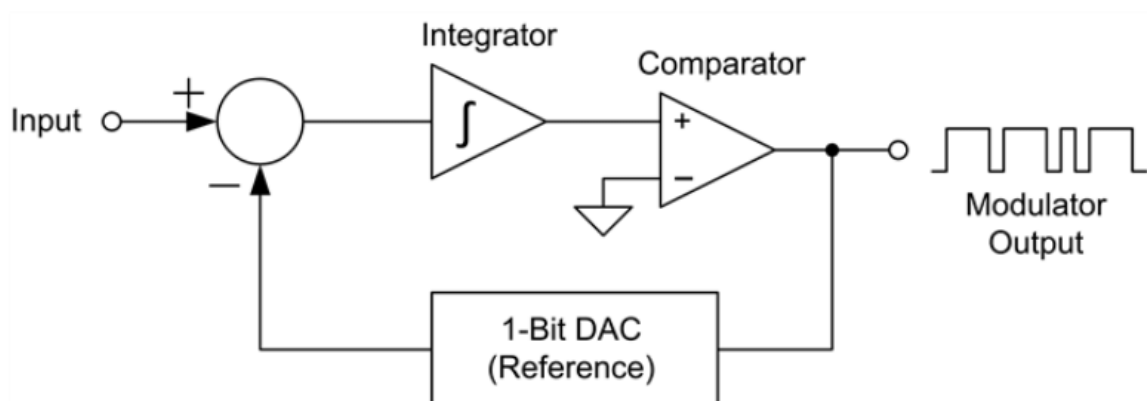 Integrator
Comparator
Input
+
−
∫
+
−
Modulator
Output
1-Bit DAC
(Reference)